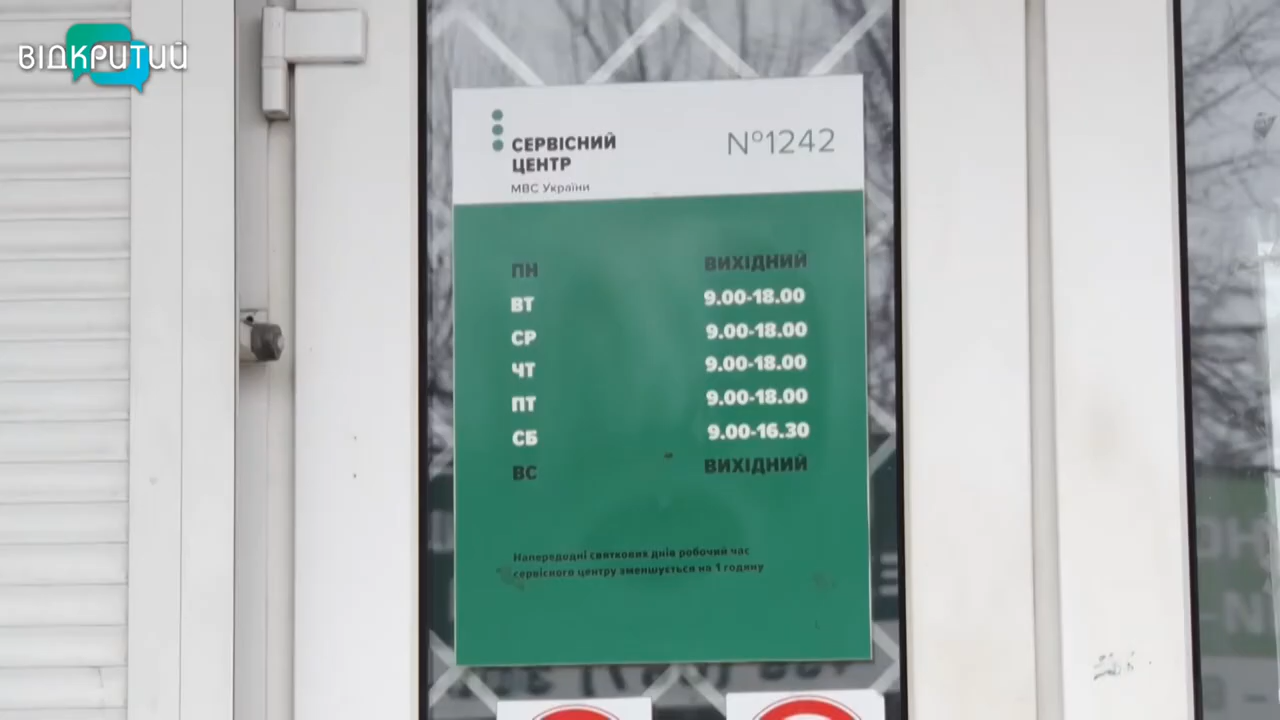 ВІДКРИТИЙ
СЕРВІСНИЙ
ЦЕНТР
МВС України
№1242
ПН ВИХІДНИЙ
ВТ 9.00-18.00
СР 9.00-18.00
ЧТ 9.00-18.00
ПТ 9.00-18.00
СБ 9.00-16.30
ВС ВИХІДНИЙ
Напередодні святкових днів робочий час
сервісного центру зменшується на 1 годину